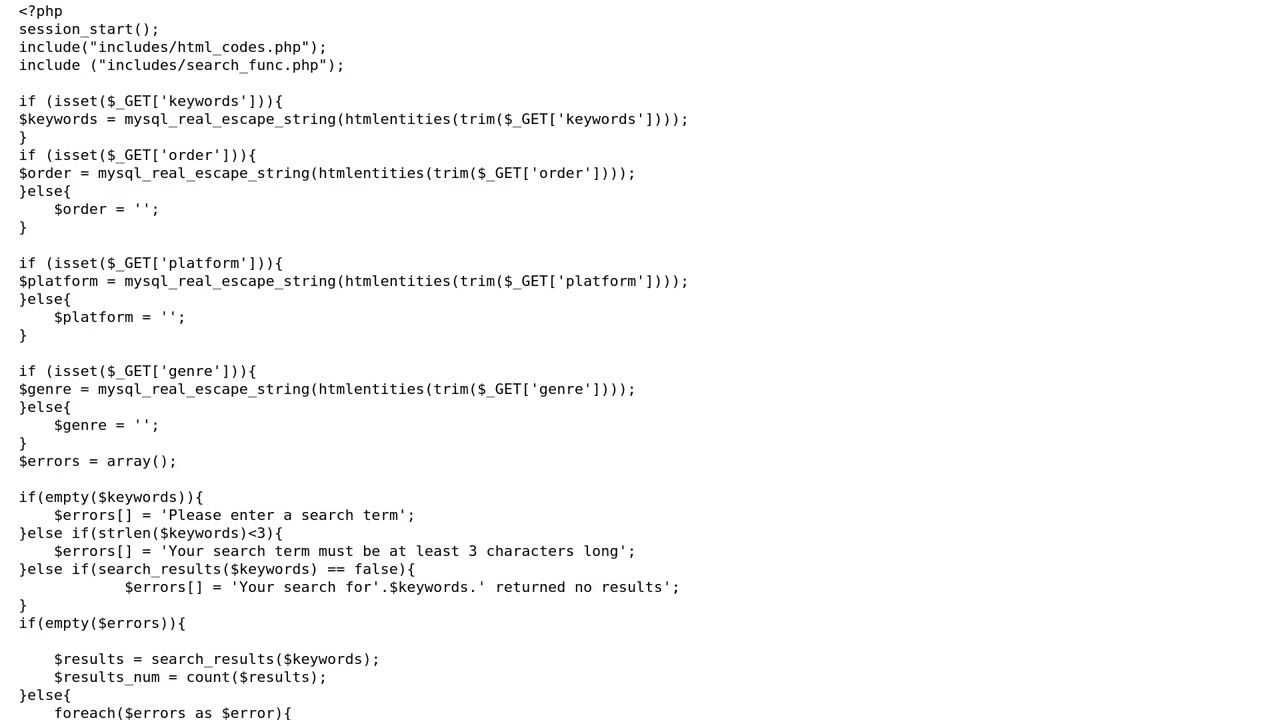 <?php
session_start();
include("includes/html_codes.php");
include ("includes/search_func.php");

if (isset($_GET['keywords'])){
$keywords = mysql_real_escape_string(htmlentities(trim($_GET['keywords'])));
}
if (isset($_GET['order'])){
$order = mysql_real_escape_string(htmlentities(trim($_GET['order'])));
}else{
    $order = '';
}

if (isset($_GET['platform'])){
$platform = mysql_real_escape_string(htmlentities(trim($_GET['platform'])));
}else{
    $platform = '';
}

if (isset($_GET['genre'])){
$genre = mysql_real_escape_string(htmlentities(trim($_GET['genre'])));
}else{
    $genre = '';
}
$errors = array();

if(empty($keywords)){
    $errors[] = 'Please enter a search term';
}else if(strlen($keywords)<3){
    $errors[] = 'Your search term must be at least 3 characters long';
}else if(search_results($keywords) == false){
            $errors[] = 'Your search for'.$keywords.' returned no results';
}
if(empty($errors)){

    $results = search_results($keywords);
    $results_num = count($results);
}else{
    foreach($errors as $error){